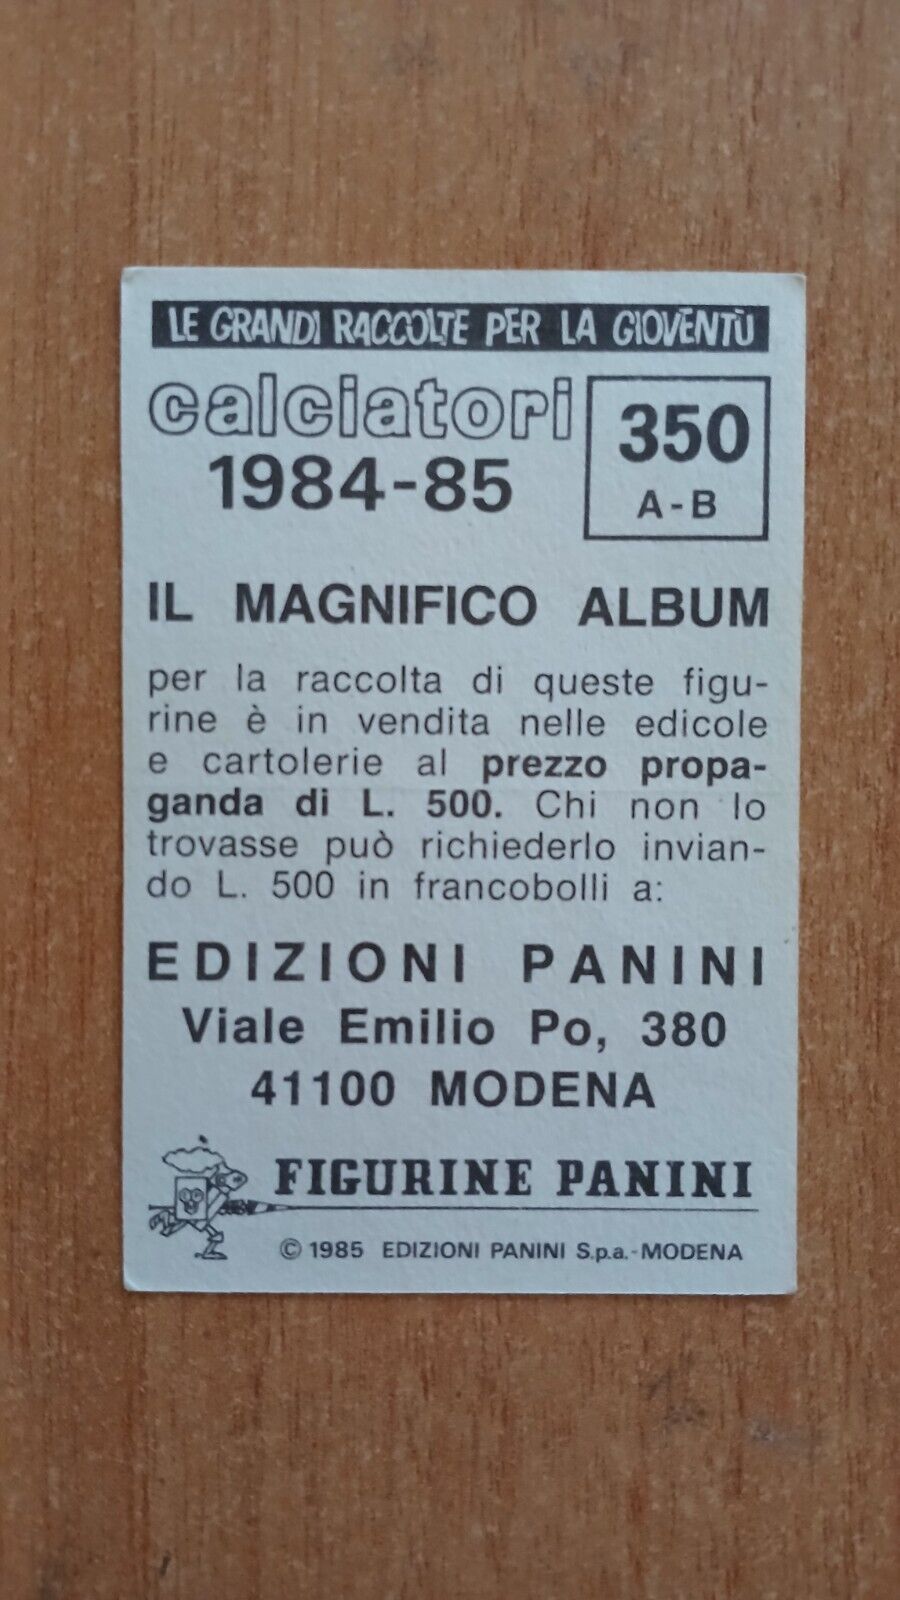 LE GRANDI RACCOLTE PER LA GIOVENTÙ
calciatori
1984-85
350
A-B
IL MAGNIFICO ALBUM
per la raccolta di queste figu-
rine è in vendita nelle edicole
e cartolerie al prezzo propa-
ganda di L. 500. Chi non lo
trovasse può richiederlo invian-
do L. 500 in francobolli a:
EDIZIONI PANINI
Viale Emilio Po, 380
41100 MODENA
FIGURINE PANINI
© 1985 EDIZIONI PANINI S.p.a.-MODENA